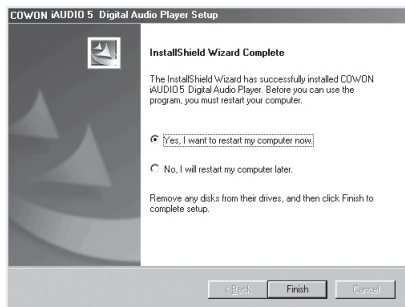 COWON iAUDIO 5 Digital Audio Player Setup
InstallShield Wizard Complete
The InstallShield Wizard has successfully installed COWON
iAUDIO 5 Digital Audio Player. Before you can use the
program, you must restart your computer.
Yes, I want to restart my computer now.
No, I will restart my computer later.
Remove any disks from their drives, and then click Finish to
complete setup.
< Back Finish Cancel